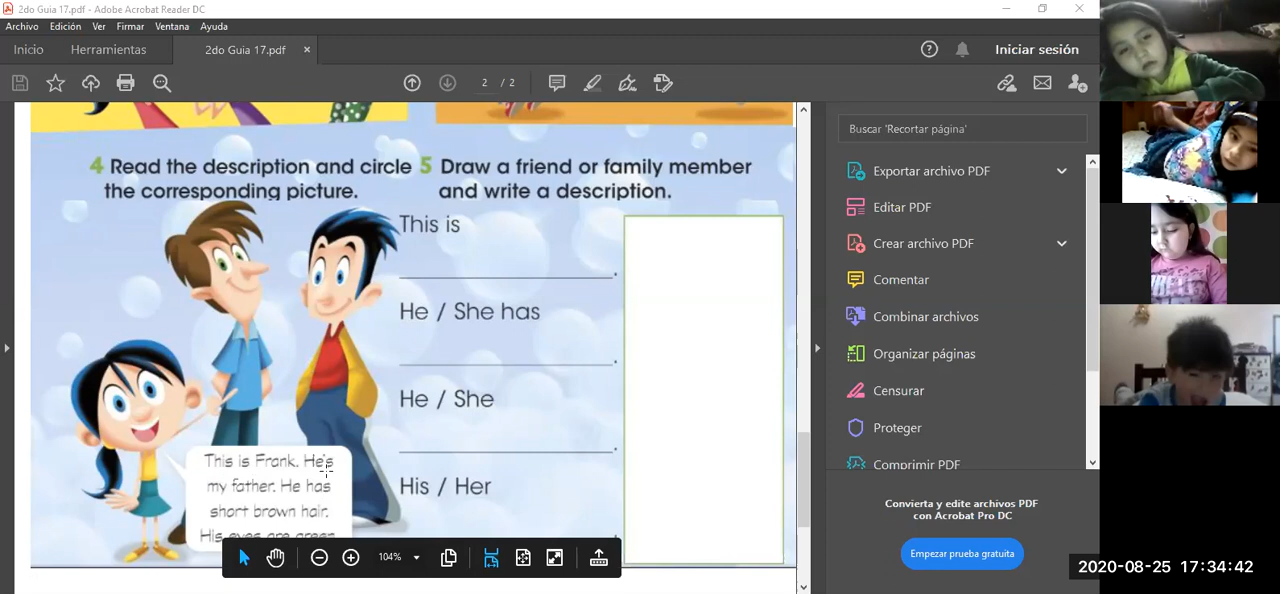 2do Guia 17.pdf - Adobe Acrobat Reader DC
Archivo Edición Ver Firmar Ventana Ayuda
Inicio Herramientas 2do Guia 17.pdf × Iniciar sesión
2 / 2
4 Read the description and circle
the corresponding picture.
5 Draw a friend or family member
and write a description.
This is
He / She has
He / She
His / Her
This is Frank. He's
my father. He has
short brown hair.
His eyes are green
104%
Buscar 'Recortar página'
Exportar archivo PDF
Editar PDF
Crear archivo PDF
Comentar
Combinar archivos
Organizar páginas
Censurar
Proteger
Comprimir PDF
Convierta y edite archivos PDF
con Acrobat Pro DC
Empezar prueba gratuita
2020-08-25 17:34:42